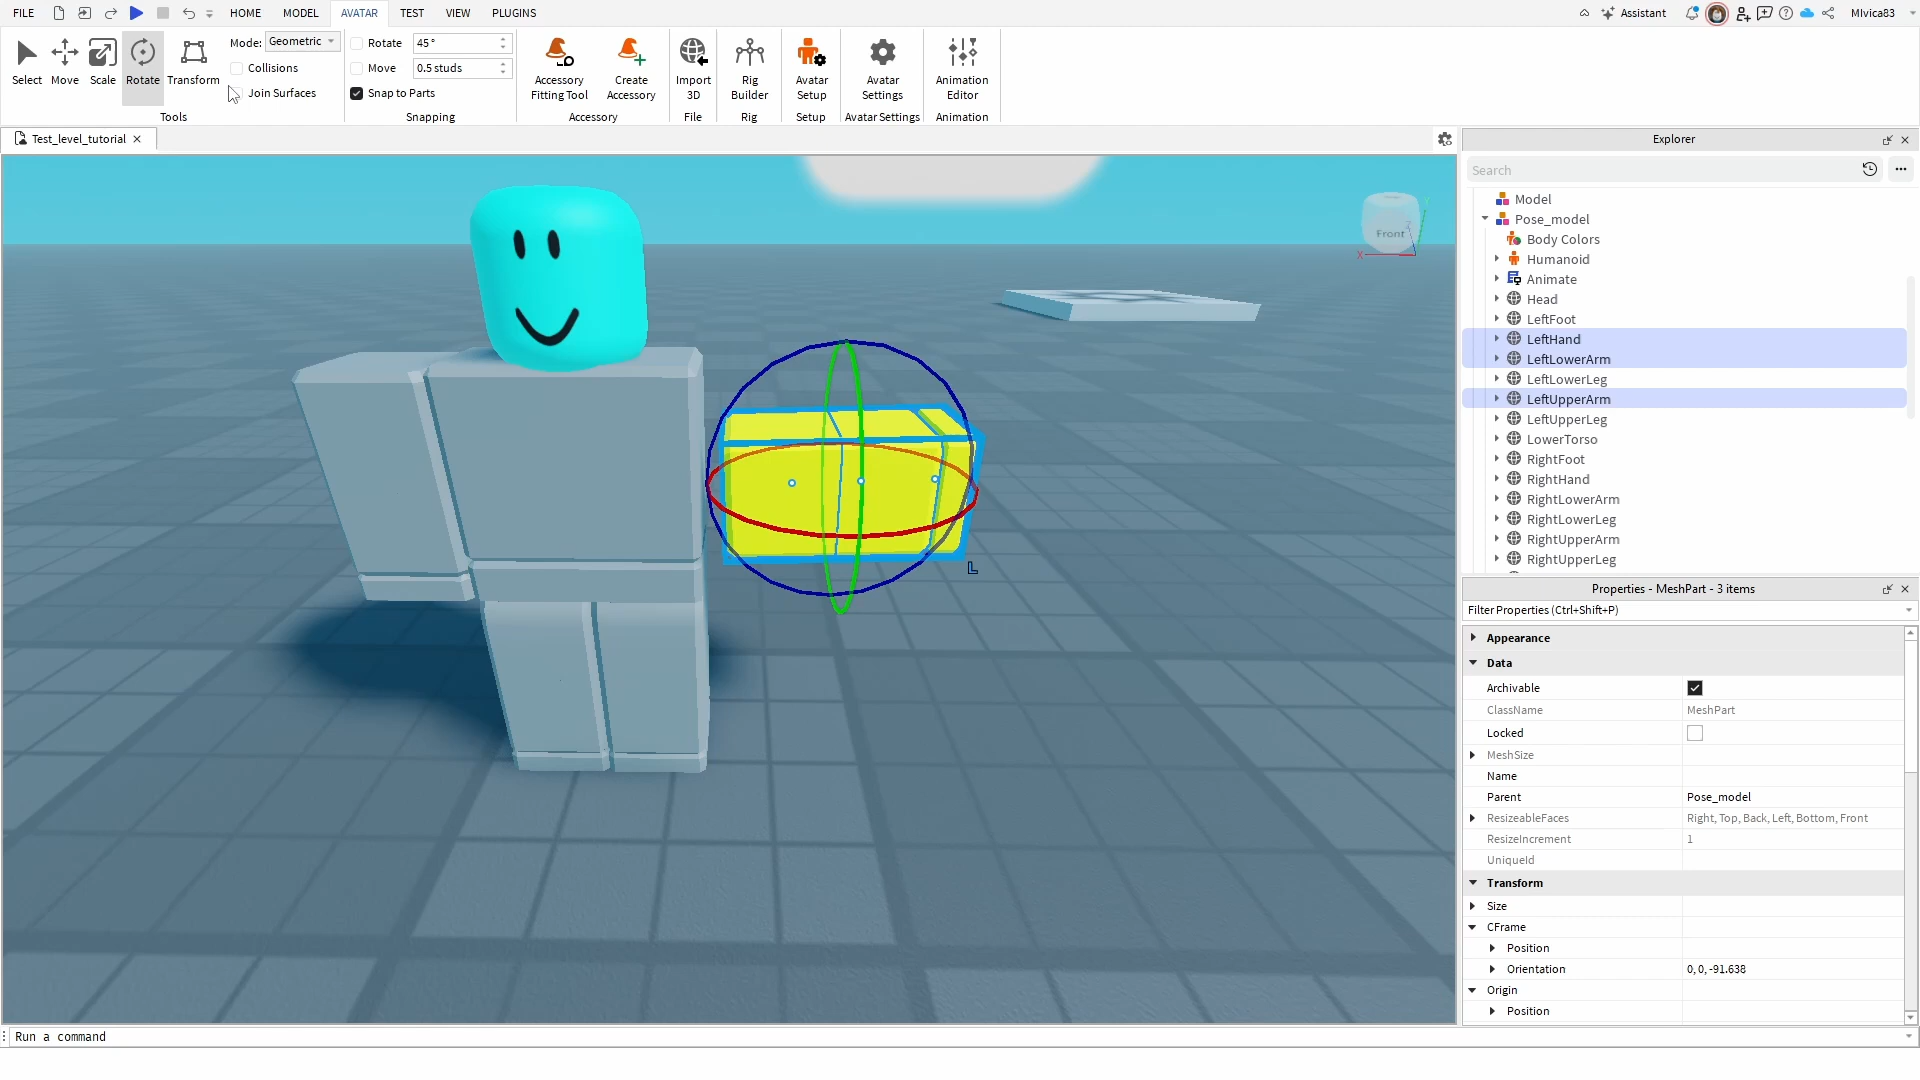 FILE HOME MODEL AVATAR TEST VIEW PLUGINS Assistant MIvica83
Select Move Scale Rotate Transform
Mode: Geometric
Collisions
Join Surfaces
Tools
Rotate 45°
Move 0.5 studs
Snap to Parts
Snapping
Accessory Fitting Tool
Create Accessory
Accessory
Import 3D
File
Rig Builder
Rig
Avatar Setup
Setup
Avatar Settings
Avatar Settings
Animation Editor
Animation
Test_level_tutorial
Front
X
Y
Z
L
Explorer
Search
Model
Pose_model
Body Colors
Humanoid
Animate
Head
LeftFoot
LeftHand
LeftLowerArm
LeftLowerLeg
LeftUpperArm
LeftUpperLeg
LowerTorso
RightFoot
RightHand
RightLowerArm
RightLowerLeg
RightUpperArm
RightUpperLeg
Properties - MeshPart - 3 items
Filter Properties (Ctrl+Shift+P)
Appearance
Data
Archivable
ClassName MeshPart
Locked
MeshSize
Name
Parent Pose_model
ResizeableFaces Right, Top, Back, Left, Bottom, Front
ResizeIncrement 1
UniqueId
Transform
Size
CFrame
Position
Orientation 0, 0, -91.638
Origin
Position
Run a command